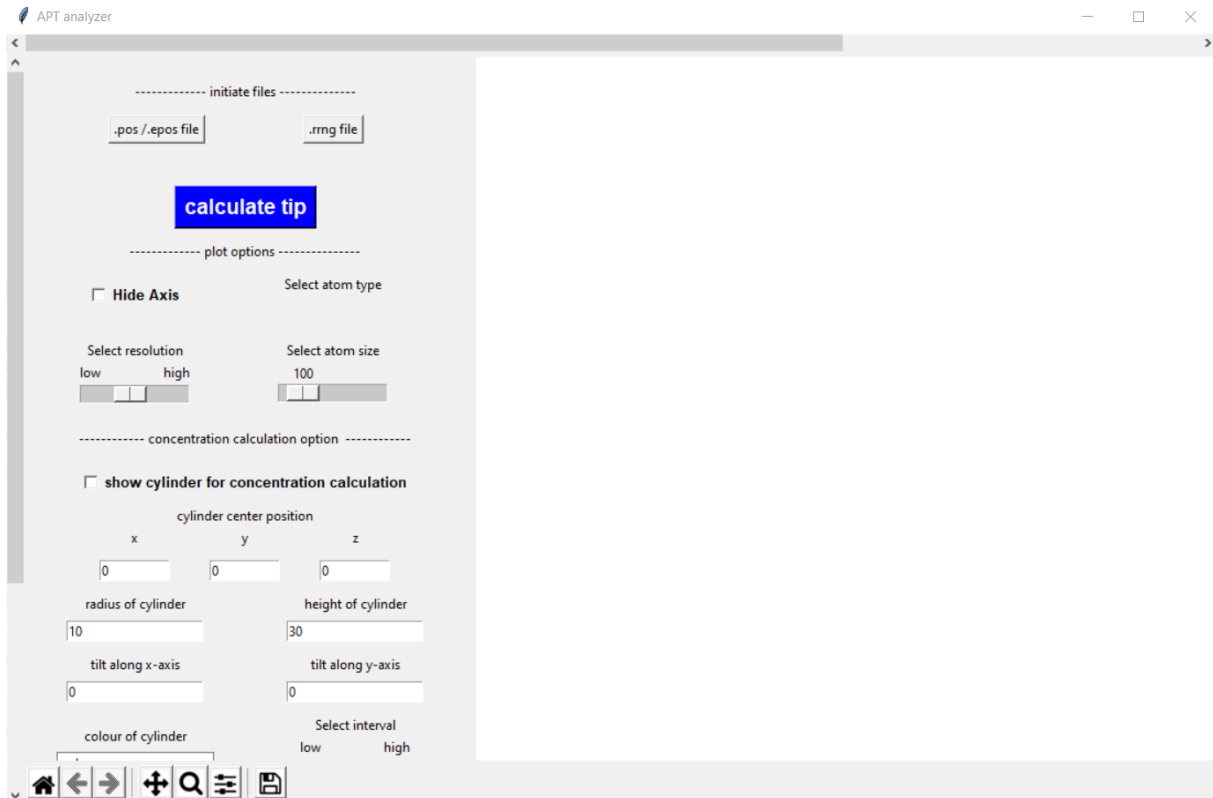 APT analyzer
------------- initiate files --------------
.pos /.epos file .rrng file
calculate tip
------------- plot options ---------------
Select atom type
Hide Axis
Select resolution Select atom size
low high 100
------------ concentration calculation option ------------
show cylinder for concentration calculation
cylinder center position
x y z
0 0 0
radius of cylinder height of cylinder
10 30
tilt along x-axis tilt along y-axis
0 0
Select interval
colour of cylinder
low high